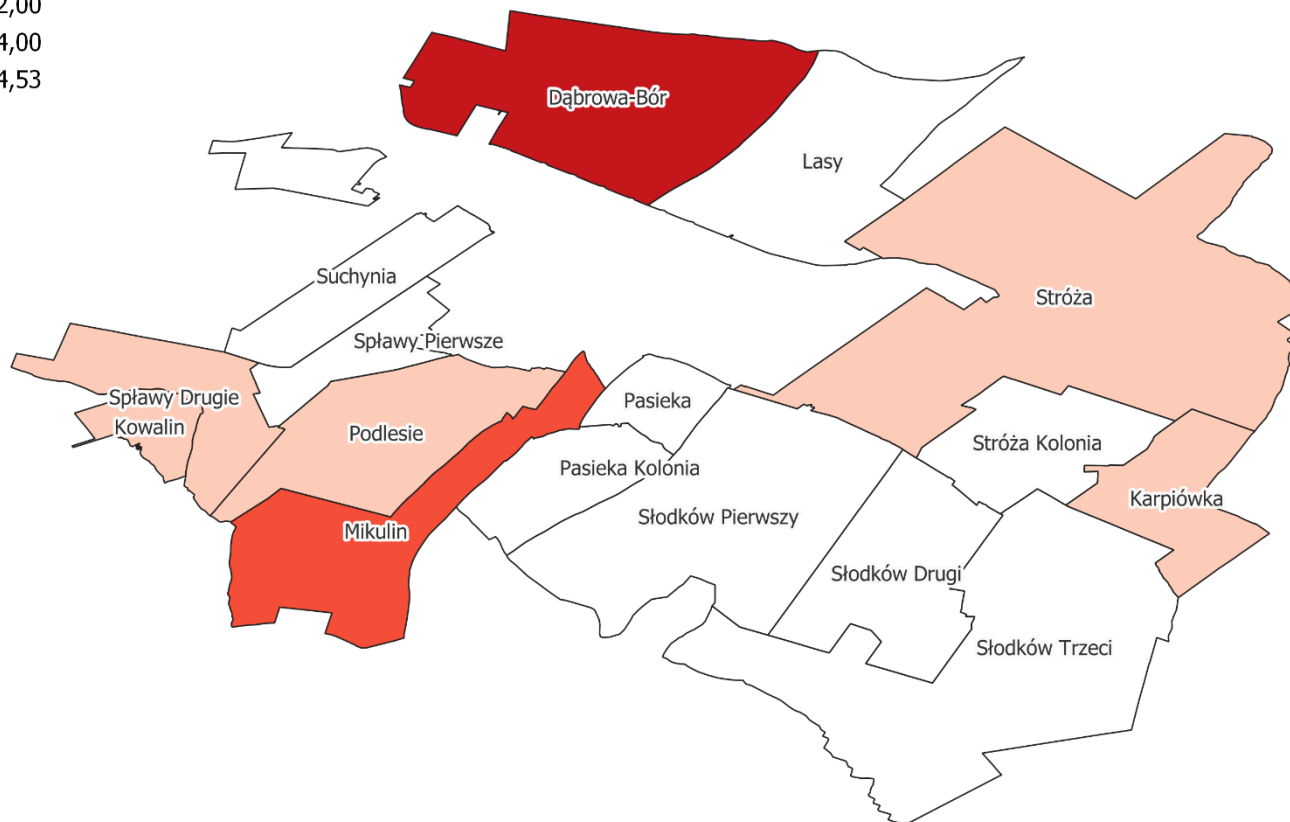 2,00
4,00
4,53
Dąbrowa-Bór
Lasy
Suchynia
Stróża
Spławy Pierwsze
Spławy Drugie
Pasieka
Kowalin
Podlesie
Stróża Kolonia
Pasieka Kolonia
Karpiówka
Słodków Pierwszy
Mikulin
Słodków Drugi
Słodków Trzeci